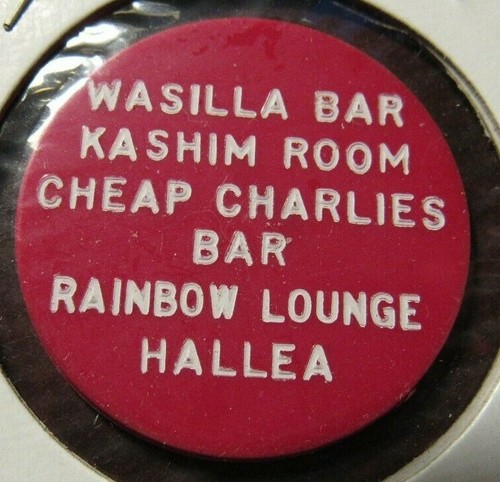 WASILLA BAR
KASHIM ROOM
CHEAP CHARLIES
BAR
RAINBOW LOUNGE
HALLEA